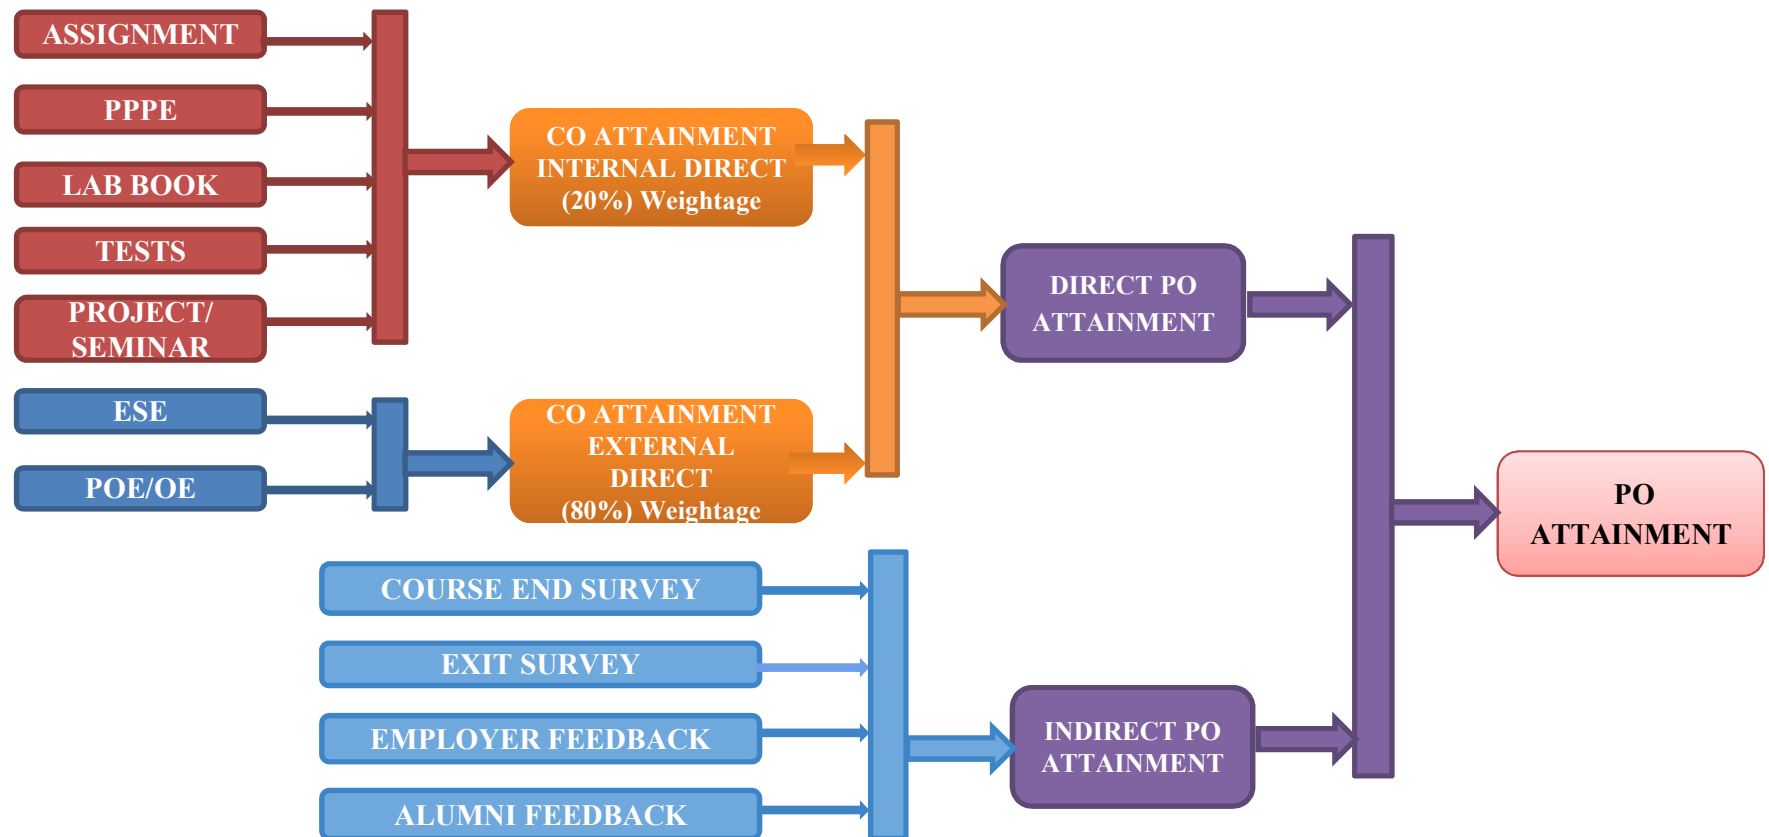 ASSIGNMENT
PPPE
LAB BOOK
TESTS
PROJECT/
SEMINAR
ESE
POE/OE
CO ATTAINMENT
INTERNAL DIRECT
(20%) Weightage
CO ATTAINMENT
EXTERNAL
DIRECT
(80%) Weightage
COURSE END SURVEY
EXIT SURVEY
EMPLOYER FEEDBACK
ALUMNI FEEDBACK
DIRECT PO
ATTAINMENT
INDIRECT PO
ATTAINMENT
PO
ATTAINMENT